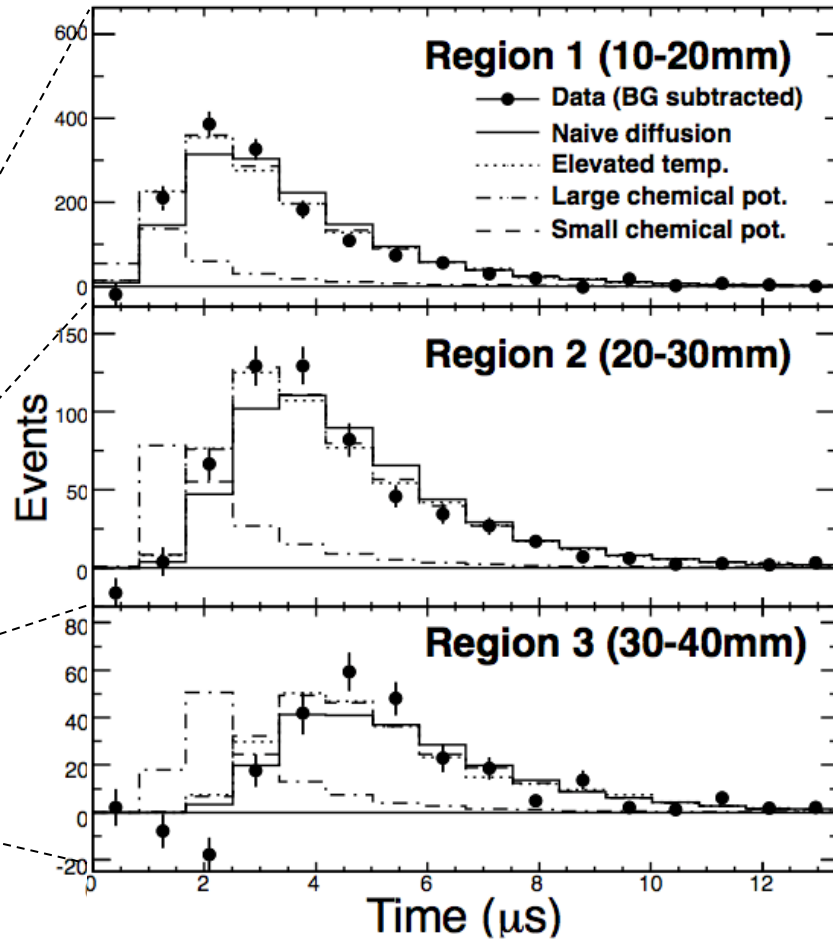 600
400
200
0
Region 1 (10-20mm)
Data (BG subtracted)
Naive diffusion
Elevated temp.
Large chemical pot.
Small chemical pot.
150
100
50
0
Region 2 (20-30mm)
Events
80
60
40
20
0
-20
Region 3 (30-40mm)
0 2 4 6 8 10 12
Time (μs)